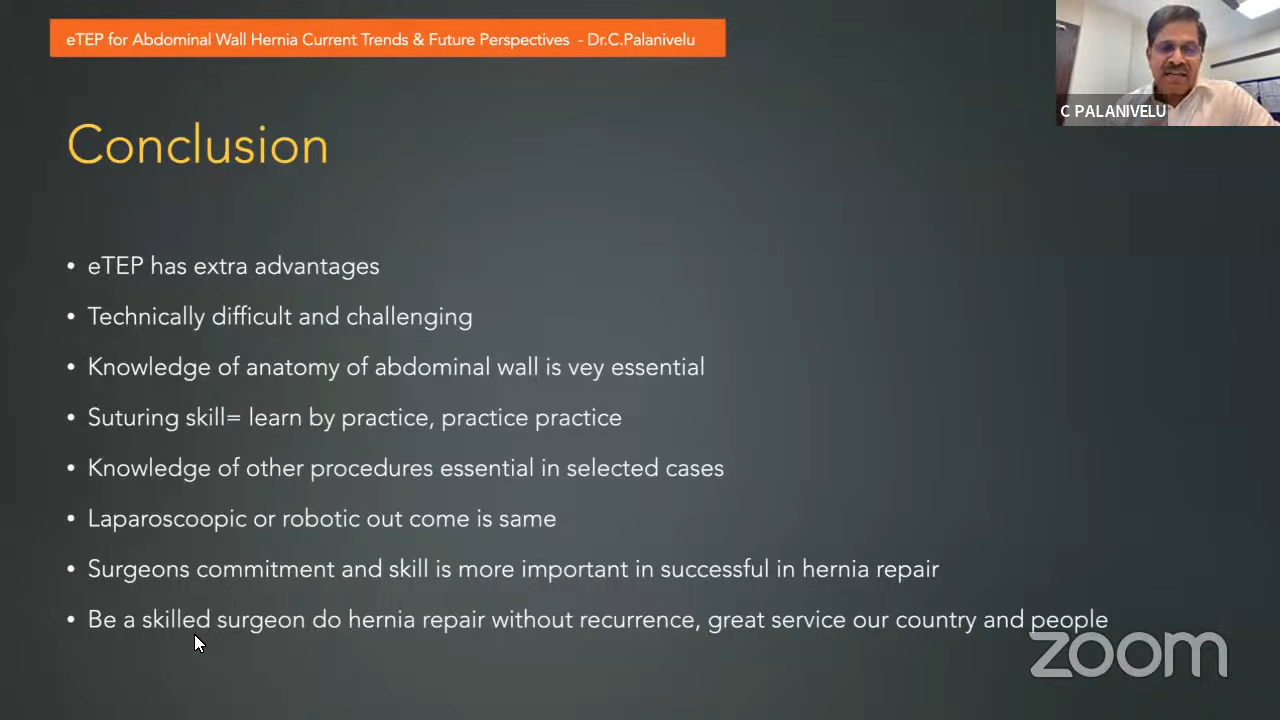 eTEP for Abdominal Wall Hernia Current Trends & Future Perspectives - Dr.C.Palanivelu
C PALANIVELU
Conclusion
• eTEP has extra advantages
• Technically difficult and challenging
• Knowledge of anatomy of abdominal wall is vey essential
• Suturing skill= learn by practice, practice practice
• Knowledge of other procedures essential in selected cases
• Laparoscoopic or robotic out come is same
• Surgeons commitment and skill is more important in successful in hernia repair
• Be a skilled surgeon do hernia repair without recurrence, great service our country and people
zoom